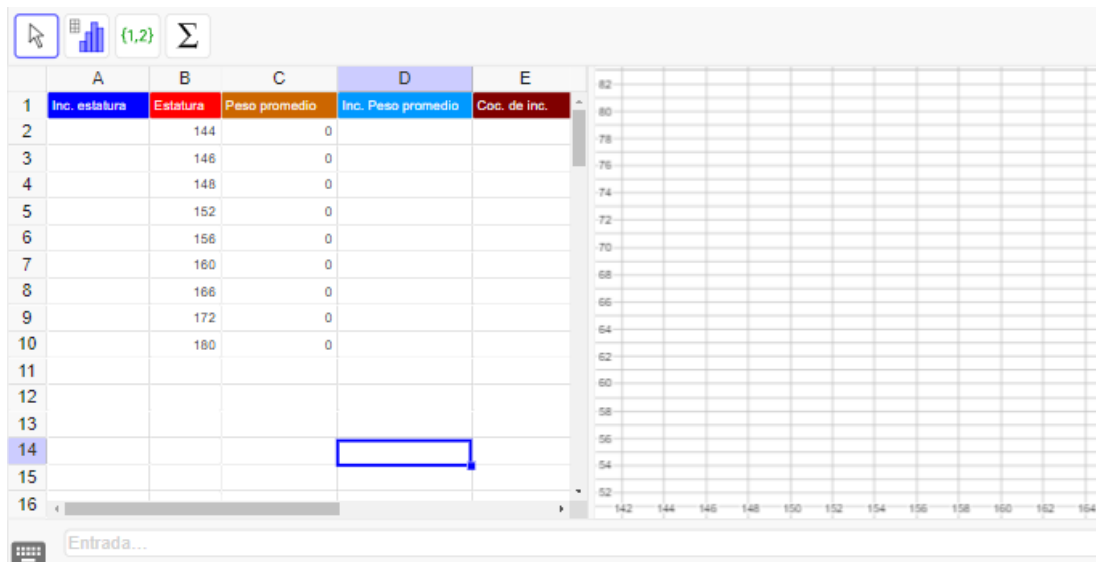 {1,2} Σ
A B C D E
1 Inc. estatura Estatura Peso promedio Inc. Peso promedio Coc. de inc.
2 144 0
3 146 0
4 148 0
5 152 0
6 156 0
7 160 0
8 166 0
9 172 0
10 180 0
11
12
13
14
15
16
82
80
78
76
74
72
70
68
66
64
62
60
58
56
54
52
142 144 146 148 150 152 154 156 158 160 162 164
Entrada...